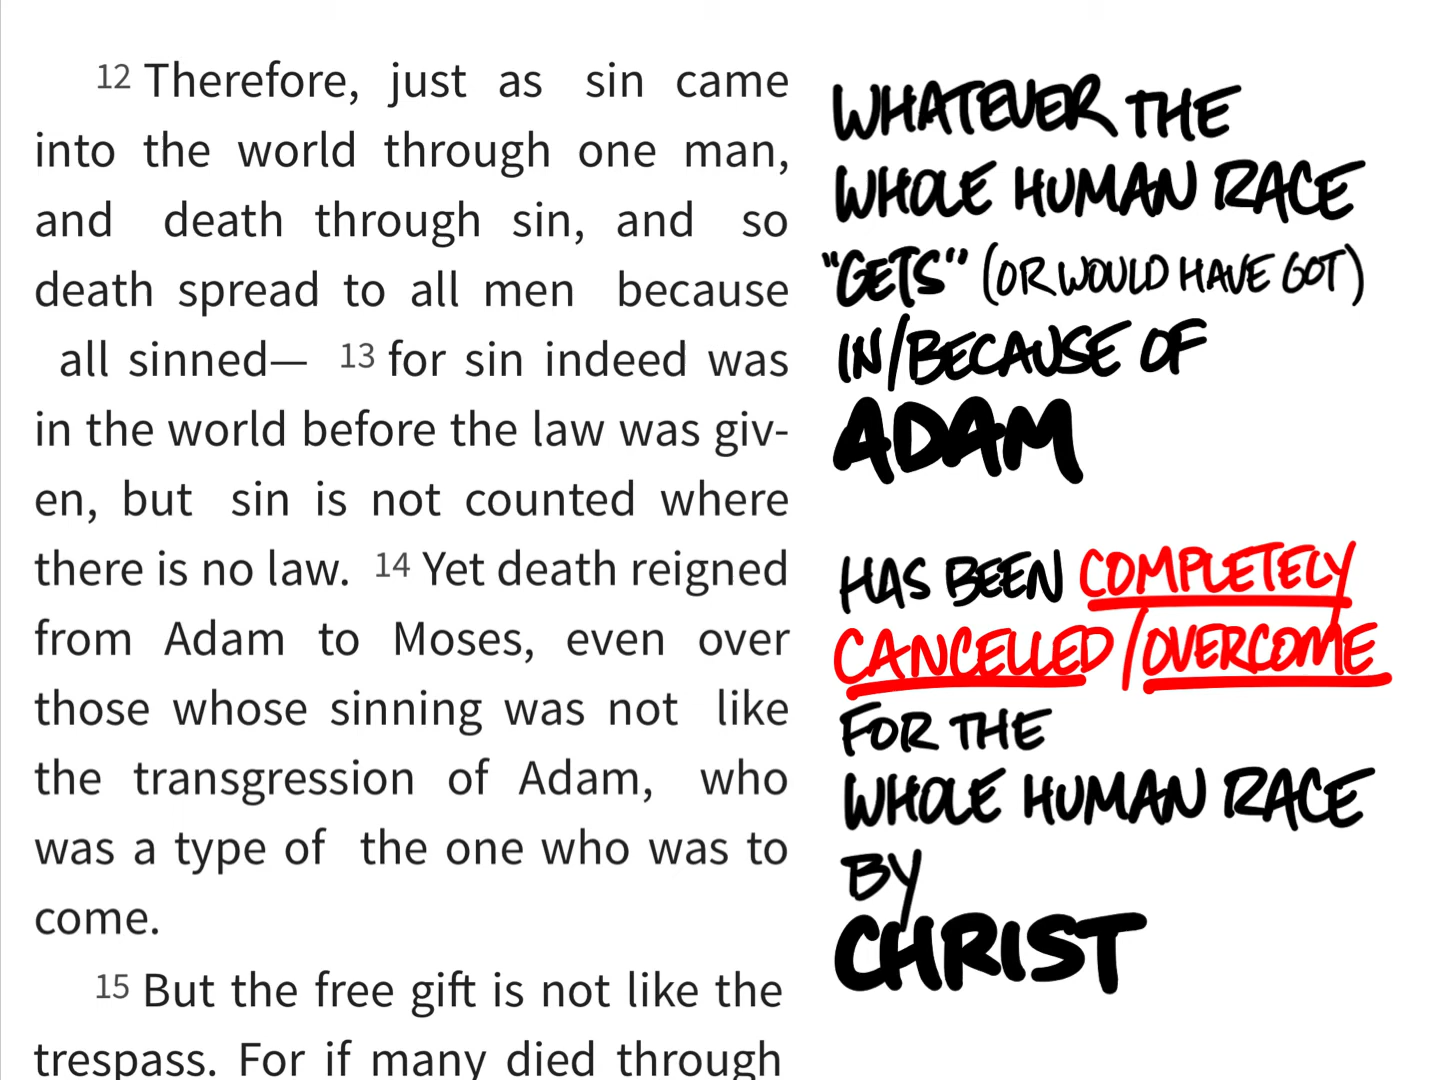 12 Therefore, just as sin came
into the world through one man,
and death through sin, and so
death spread to all men because
all sinned— 13 for sin indeed was
in the world before the law was giv-
en, but sin is not counted where
there is no law. 14 Yet death reigned
from Adam to Moses, even over
those whose sinning was not like
the transgression of Adam, who
was a type of the one who was to
come.
15 But the free gift is not like the
trespass. For if many died through
WHATEVER THE
WHOLE HUMAN RACE
"GETS" (OR WOULD HAVE GOT)
IN/BECAUSE OF
ADAM
HAS BEEN COMPLETELY
CANCELLED/OVERCOME
FOR THE
WHOLE HUMAN RACE
BY
CHRIST